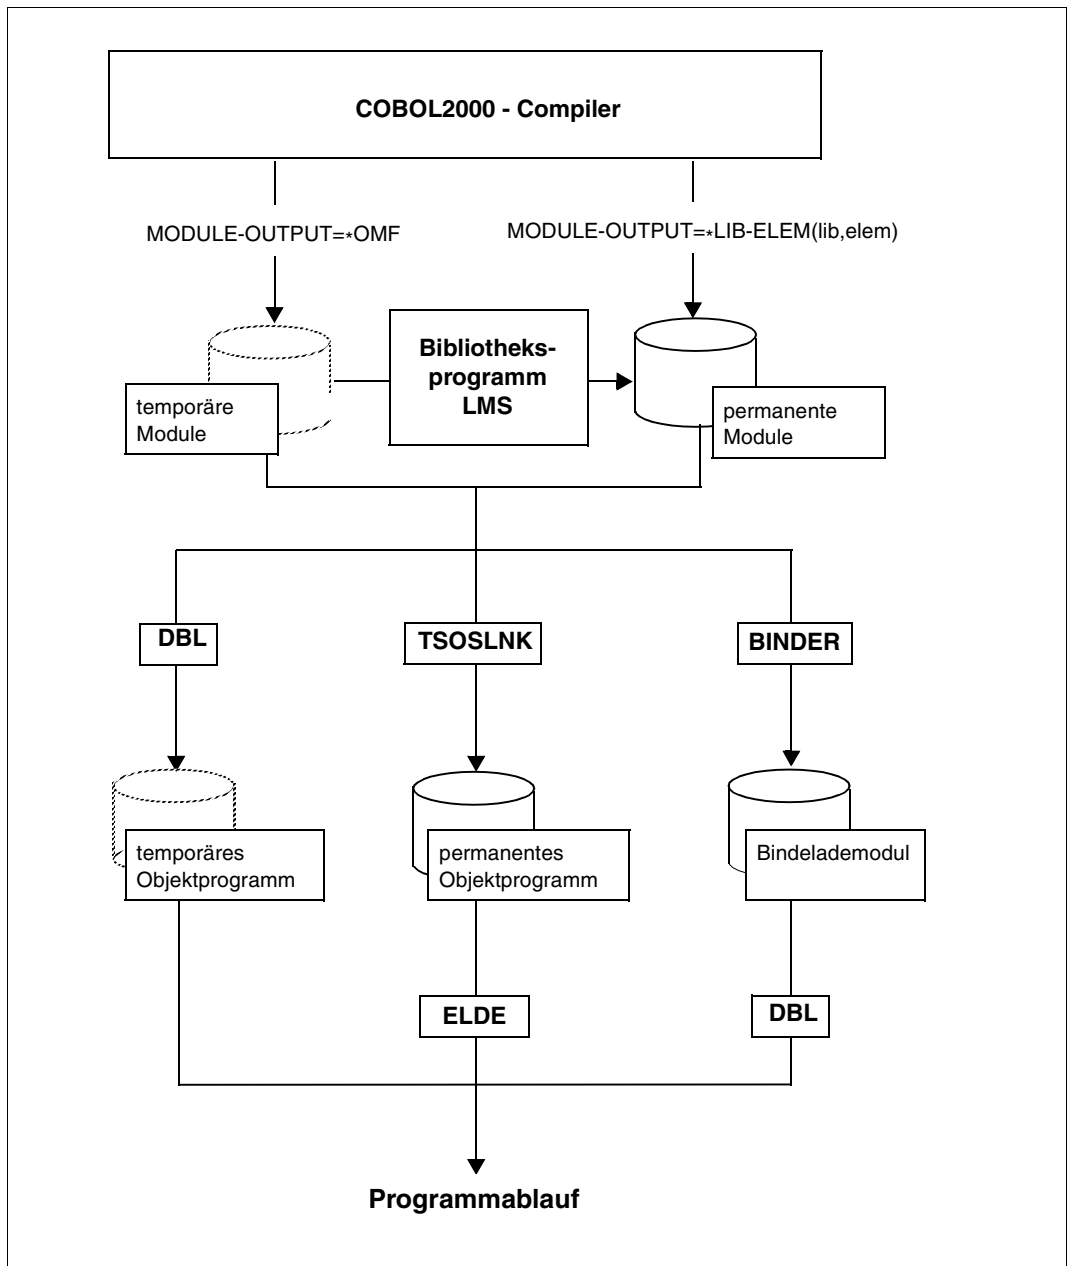 COBOL2000 - Compiler
MODULE-OUTPUT=*OMF
MODULE-OUTPUT=*LIB-ELEM(lib,elem)
Bibliotheks-
programm
LMS
temporäre
Module
permanente
Module
DBL
TSOSLNK
BINDER
temporäres
Objektprogramm
permanentes
Objektprogramm
Bindelademodul
ELDE
DBL
Programmablauf